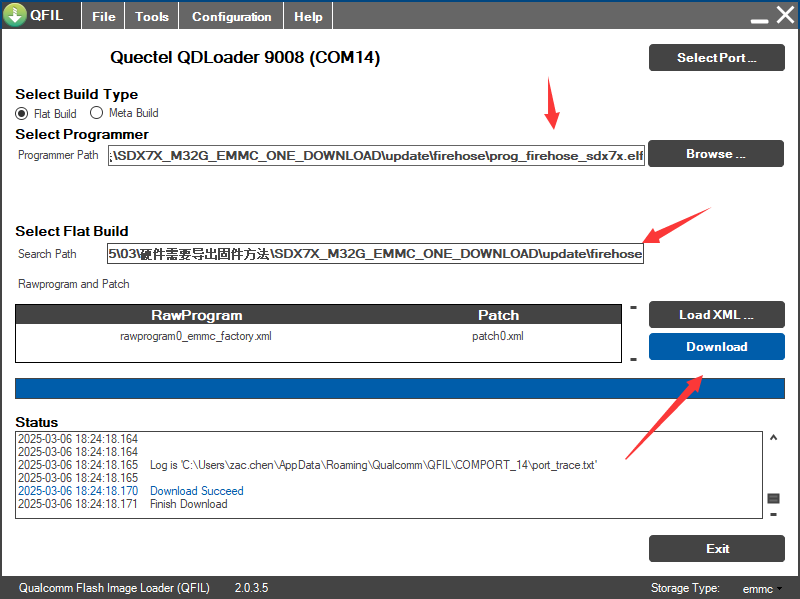 QFIL File Tools Configuration Help
Quectel QDLoader 9008 (COM14)
Select Port ...
Select Build Type
Flat Build Meta Build
Select Programmer
Programmer Path :\SDX7X_M32G_EMMC_ONE_DOWNLOAD\update\firehose\prog_firehose_sdx7x.elf Browse ...
Select Flat Build
Search Path 5\03\硬件需要导出固件方法\SDX7X_M32G_EMMC_ONE_DOWNLOAD\update\firehose
Rawprogram and Patch
RawProgram Patch Load XML ...
rawprogram0_emmc_factory.xml patch0.xml
Download
Status
2025-03-06 18:24:18.164
2025-03-06 18:24:18.164
2025-03-06 18:24:18.165 Log is 'C:\Users\zac.chen\AppData\Roaming\Qualcomm\QFIL\COMPORT_14\port_trace.txt'
2025-03-06 18:24:18.165
2025-03-06 18:24:18.170 Download Succeed
2025-03-06 18:24:18.171 Finish Download
Exit
Qualcomm Flash Image Loader (QFIL) 2.0.3.5 Storage Type: emmc